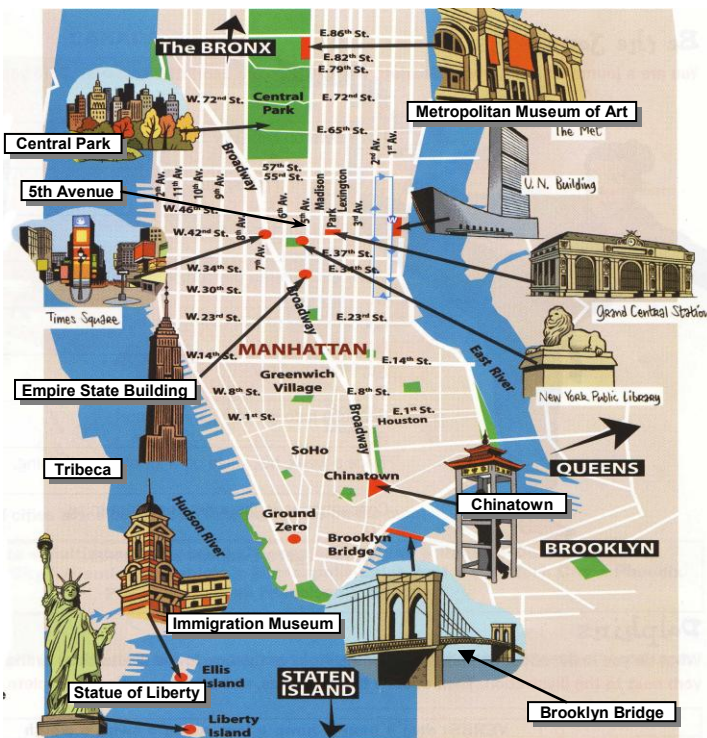 The BRONX
E.86th St.
E.82th St.
E.79th St.
W. 72nd St.
Central
Park
E.72nd St.
Metropolitan Museum of Art
The Met
Central Park
E.65th St.
2nd Av.
1st Av.
57th St.
55rd St.
Broadway
5th Avenue
12th Av.
11th Av.
10th Av.
9th Av.
Madison
Lexington
U.N. Building
W.46th St.
6th Av.
5th Av.
Park
3rd Av.
W.42nd St.
8th Av.
E.37th St.
7th Av.
W.34th St.
E.34th St.
W.30th St.
Broadway
Grand Central Station
Times Square
W.23rd St.
E.23rd St.
MANHATTAN
W.14th St.
E.14th St.
East River
Greenwich
Village
Empire State Building
W.8th St.
E.8th St.
New York Public Library
W. 1st St.
Broadway
E.1st St.
Houston
SoHo
QUEENS
Tribeca
Chinatown
Chinatown
Hudson River
Ground
Zero
Brooklyn
Bridge
BROOKLYN
Immigration Museum
Ellis
Island
STATEN
ISLAND
Statue of Liberty
Brooklyn Bridge
Liberty
Island